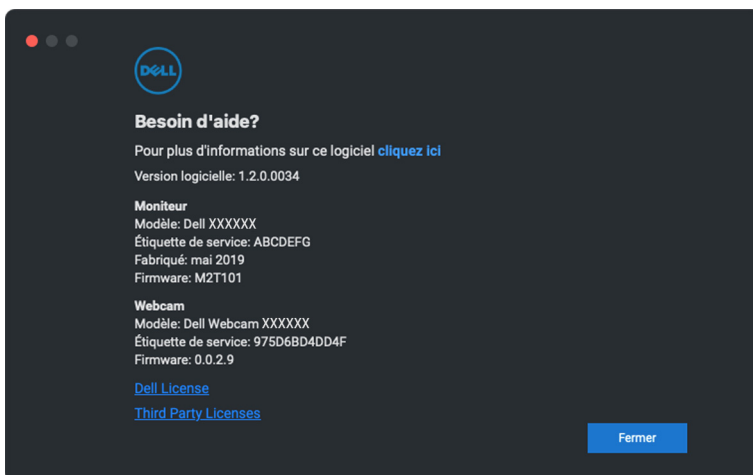 DELL
Besoin d'aide?
Pour plus d'informations sur ce logiciel cliquez ici
Version logicielle: 1.2.0.0034
Moniteur
Modèle: Dell XXXXXX
Étiquette de service: ABCDEFG
Fabriqué: mai 2019
Firmware: M2T101
Webcam
Modèle: Dell Webcam XXXXXX
Étiquette de service: 975D6BD4DD4F
Firmware: 0.0.2.9
Dell License
Third Party Licenses
Fermer